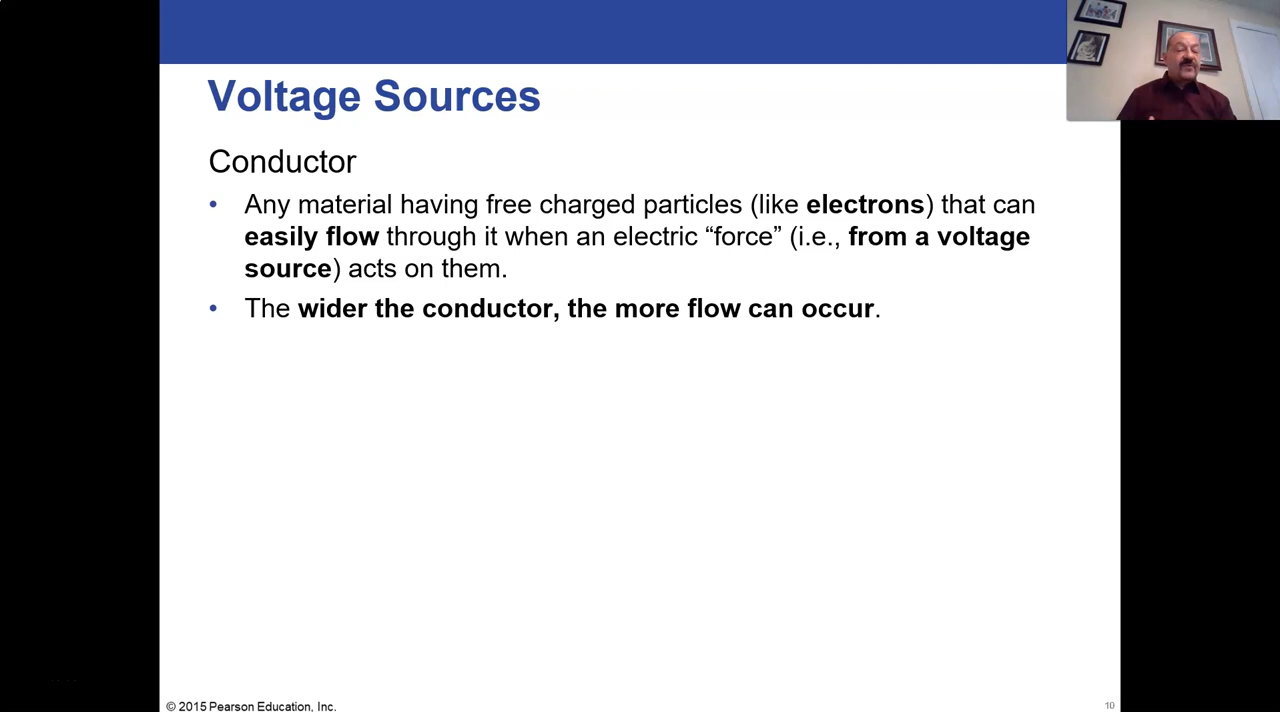 Voltage Sources
Conductor
• Any material having free charged particles (like electrons) that can
easily flow through it when an electric “force” (i.e., from a voltage
source) acts on them.
• The wider the conductor, the more flow can occur.
© 2015 Pearson Education, Inc.
10